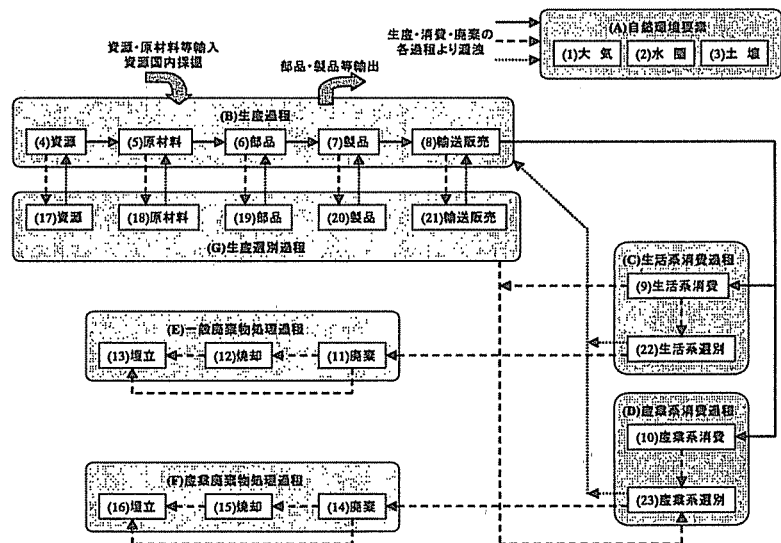 資源・原材料等輸入
資源国内採掘
部品・製品等輸出
生産・消費・廃棄の
各過程より漏洩
(A)自然環境要素
(1)大 気
(2)水 圏
(3)土 壌
(B)生産過程
(4)資源
(5)原材料
(6)部品
(7)製品
(8)輸送販売
(17)資源
(18)原材料
(19)部品
(20)製品
(21)輸送販売
(G)生産選別過程
(C)生活系消費過程
(9)生活系消費
(22)生活系選別
(E)一般廃棄物処理過程
(13)埋立
(12)焼却
(11)廃棄
(D)産業系消費過程
(10)産業系消費
(23)産業系選別
(F)産業廃棄物処理過程
(16)埋立
(15)焼却
(14)廃棄